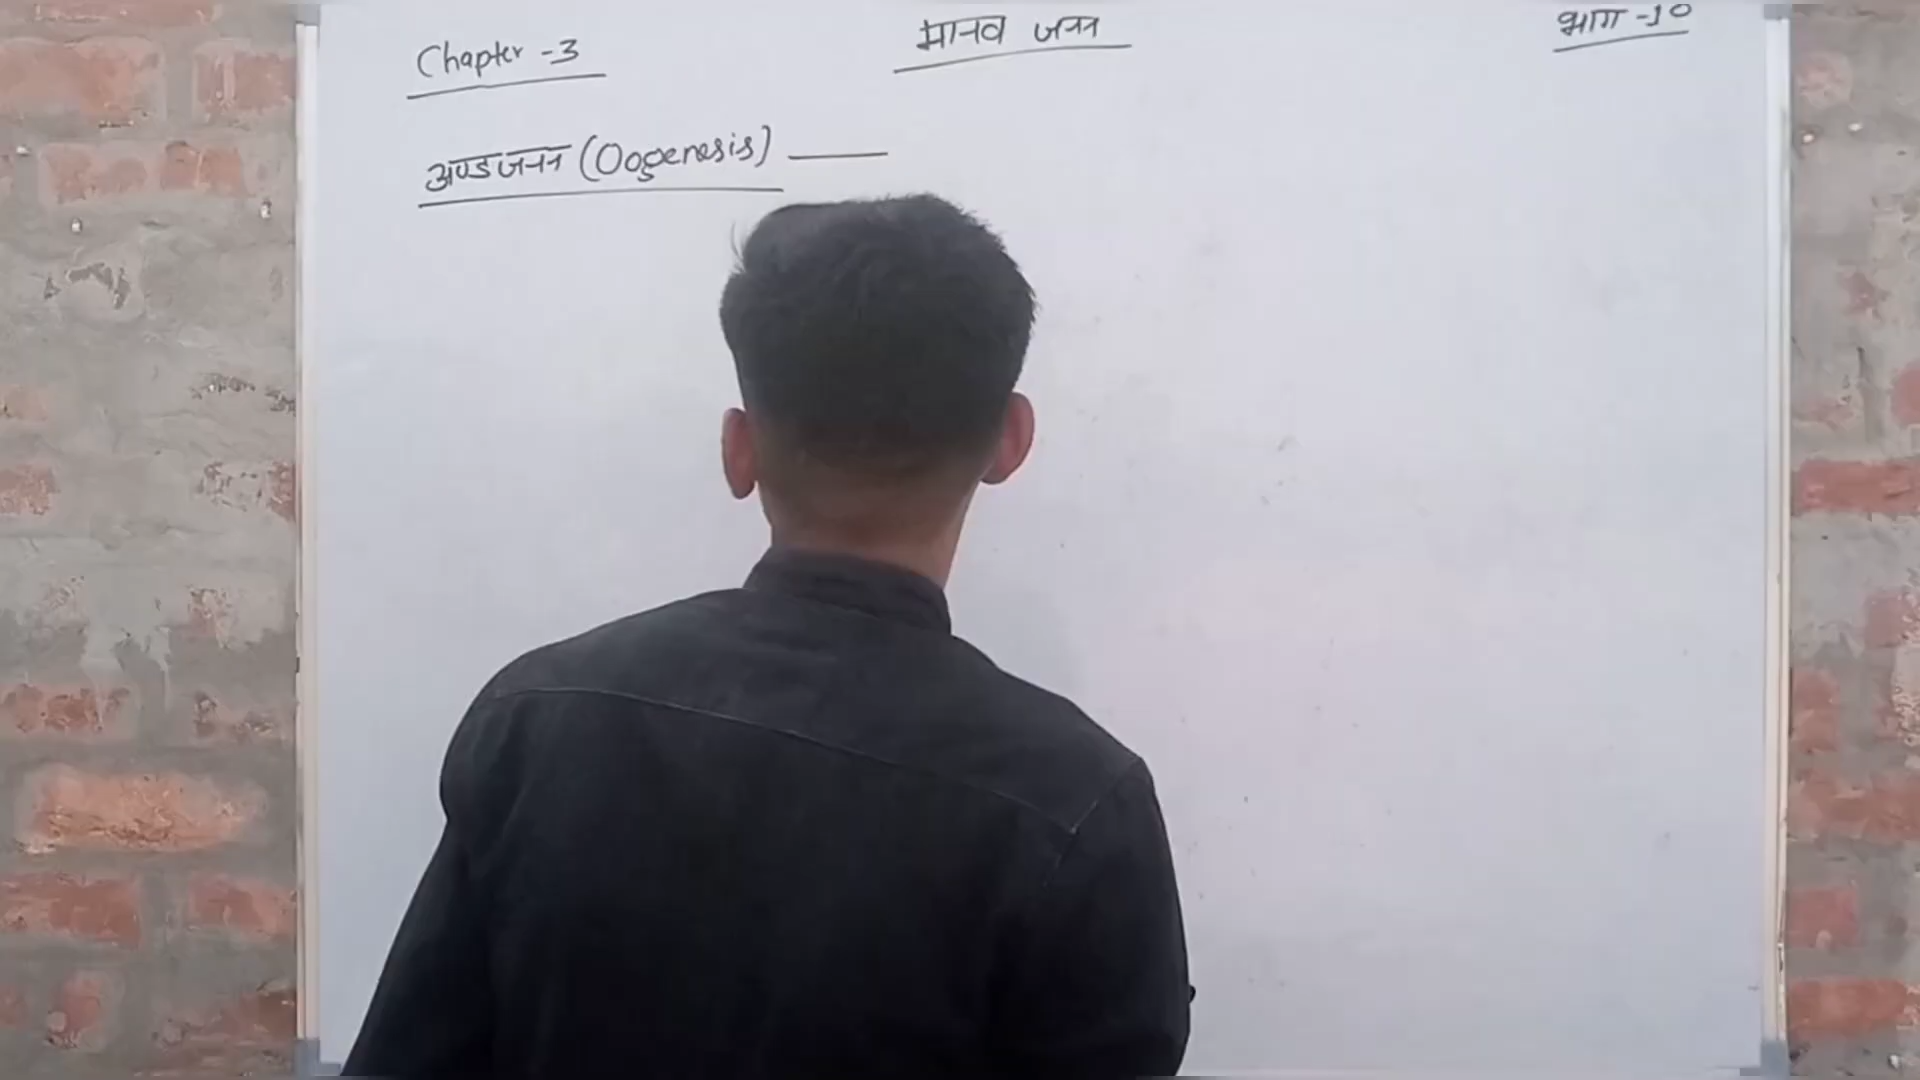 Chapter -3 मानव जनन भाग -10
अण्डजनन (Oogenesis) ——